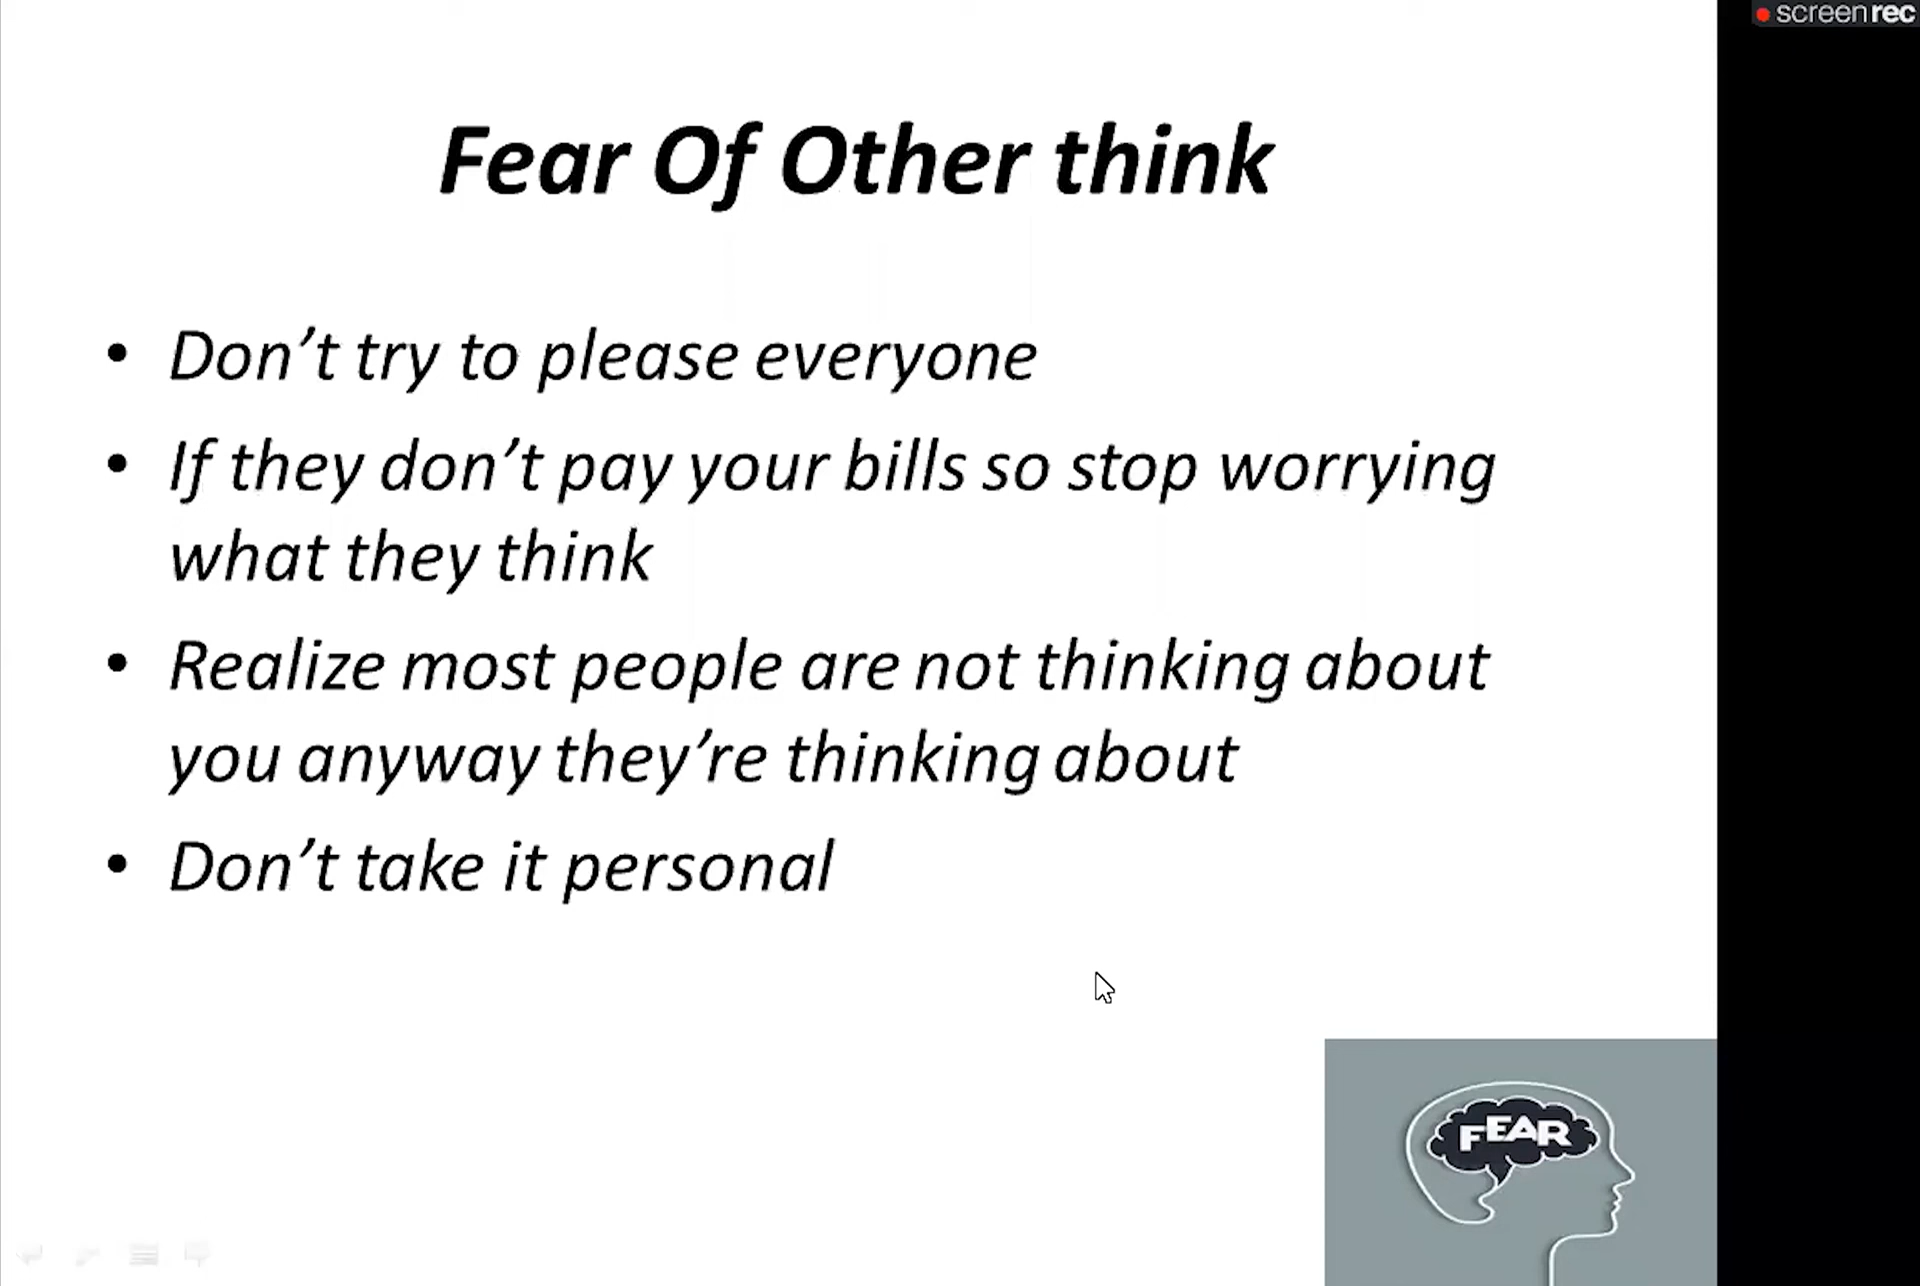 screenrec
Fear Of Other think
• Don’t try to please everyone
• If they don’t pay your bills so stop worrying
what they think
• Realize most people are not thinking about
you anyway they’re thinking about
• Don’t take it personal
FEAR